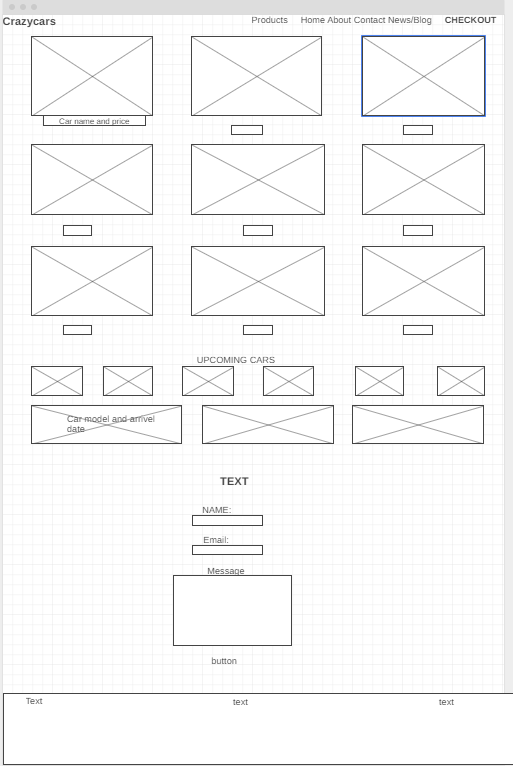 Crazycars
Products Home About Contact News/Blog CHECKOUT
Car name and price
UPCOMING CARS
Car model and arrivel
date
TEXT
NAME:
Email:
Message
button
Text text text